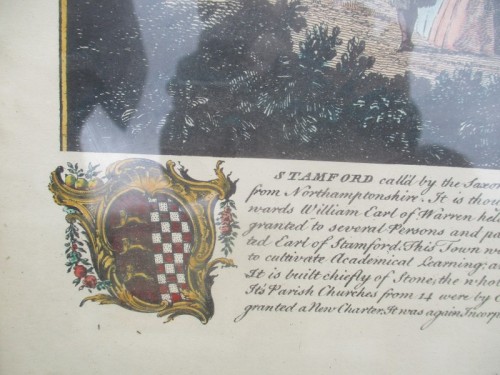 STAMFORD call'd by the Saxo
from Northamptonshire. It is thou
wards William Earl of Warren ha
granted to several Persons and pa
ted Earl of Stamford. This Town w
to cultivate Academical Learning; a
It is built chiefly of Stone, the whol
Its Parish Churches from 14 were by
granted a New Charter. It was again Incorp